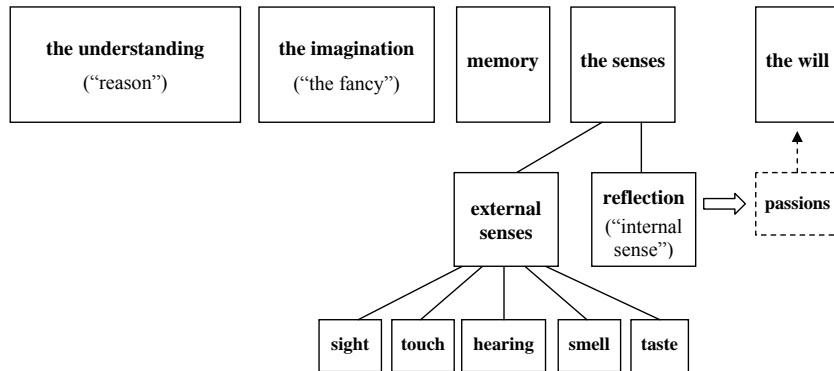 the understanding
(“reason”)
the imagination
(“the fancy”)
memory
the senses
the will
external
senses
reflection
(“internal
sense”)
passions
sight
touch
hearing
smell
taste